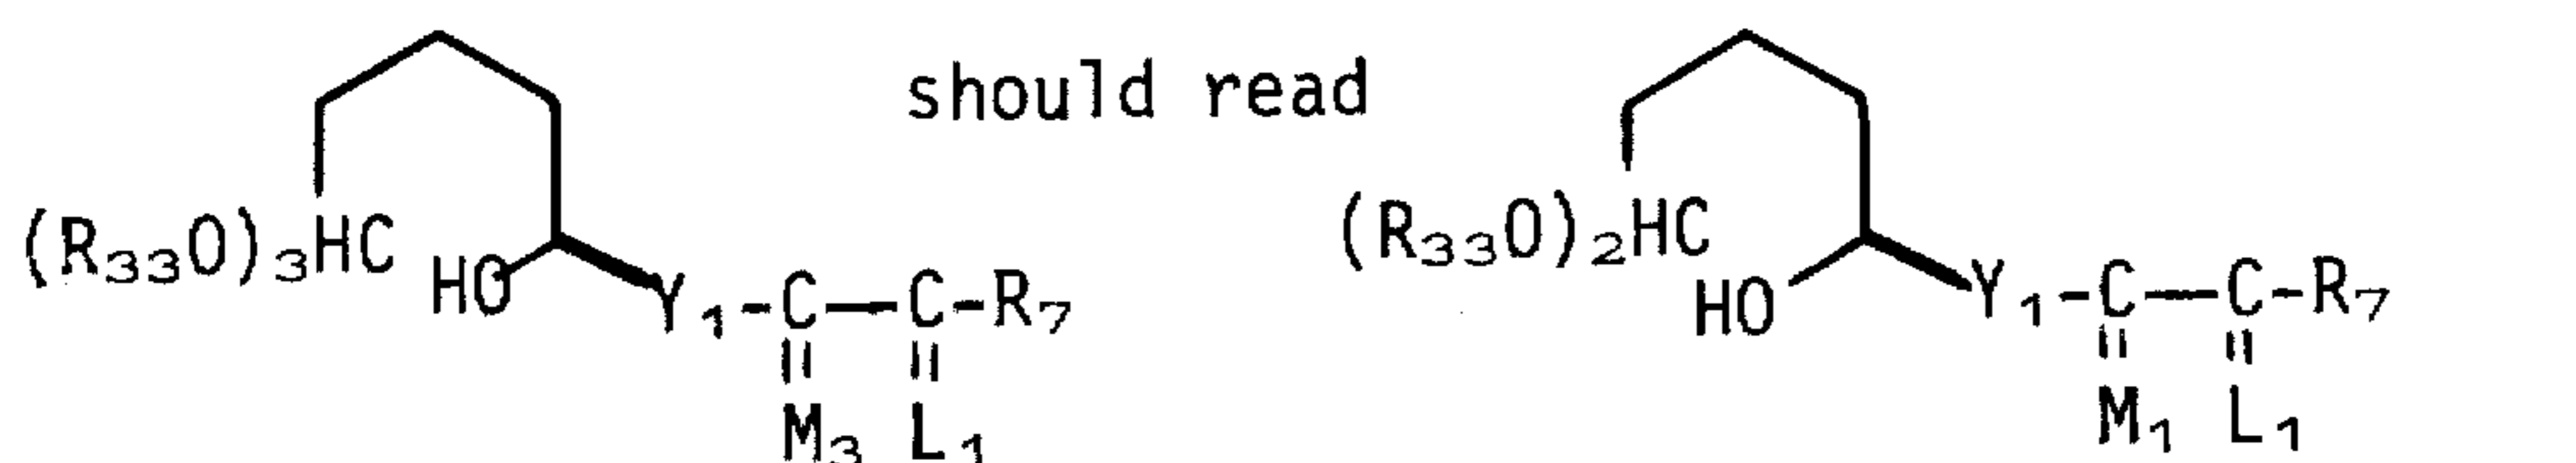 should read
(R₃₃O)₃HC HO Y₁-C—C-R₇ (R₃₃O)₂HC HO Y₁-C—C-R₇
M₃ L₁ M₁ L₁